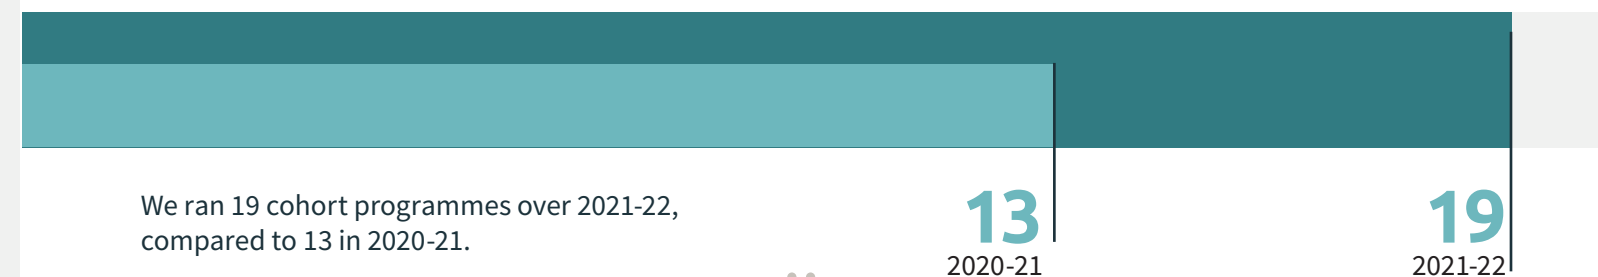 We ran 19 cohort programmes over 2021-22,
compared to 13 in 2020-21.
13
2020-21
19
2021-22